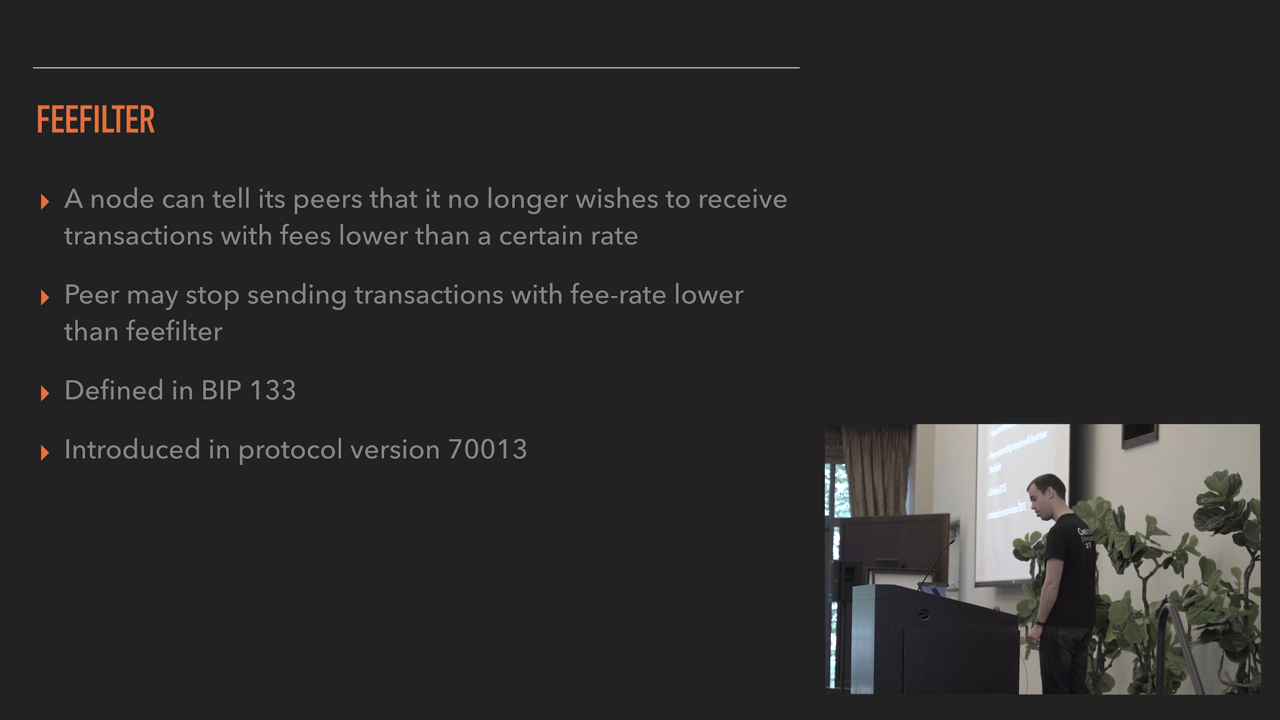 FEEFILTER
A node can tell its peers that it no longer wishes to receive
transactions with fees lower than a certain rate
Peer may stop sending transactions with fee-rate lower
than feefilter
Defined in BIP 133
Introduced in protocol version 70013